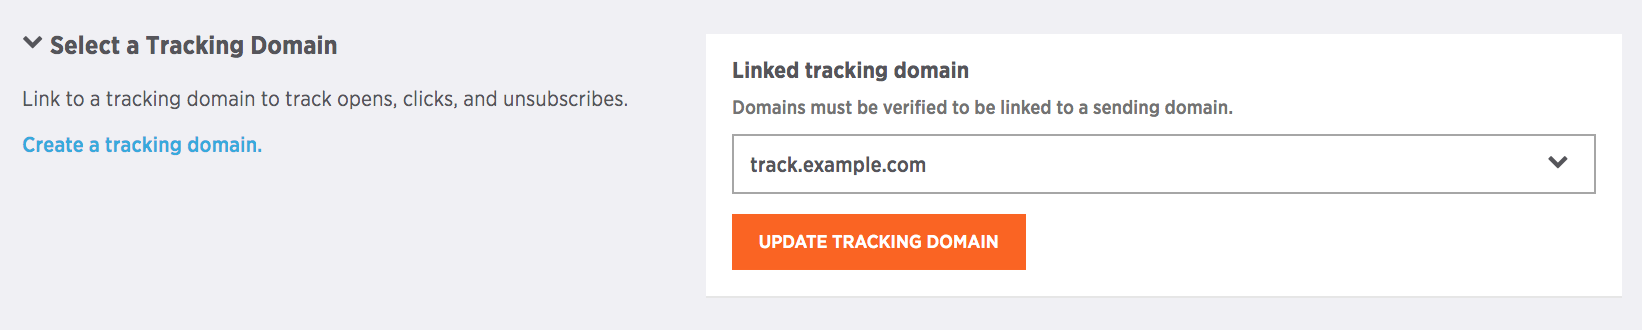 Select a Tracking Domain
Link to a tracking domain to track opens, clicks, and unsubscribes.
Create a tracking domain.
Linked tracking domain
Domains must be verified to be linked to a sending domain.
track.example.com
UPDATE TRACKING DOMAIN